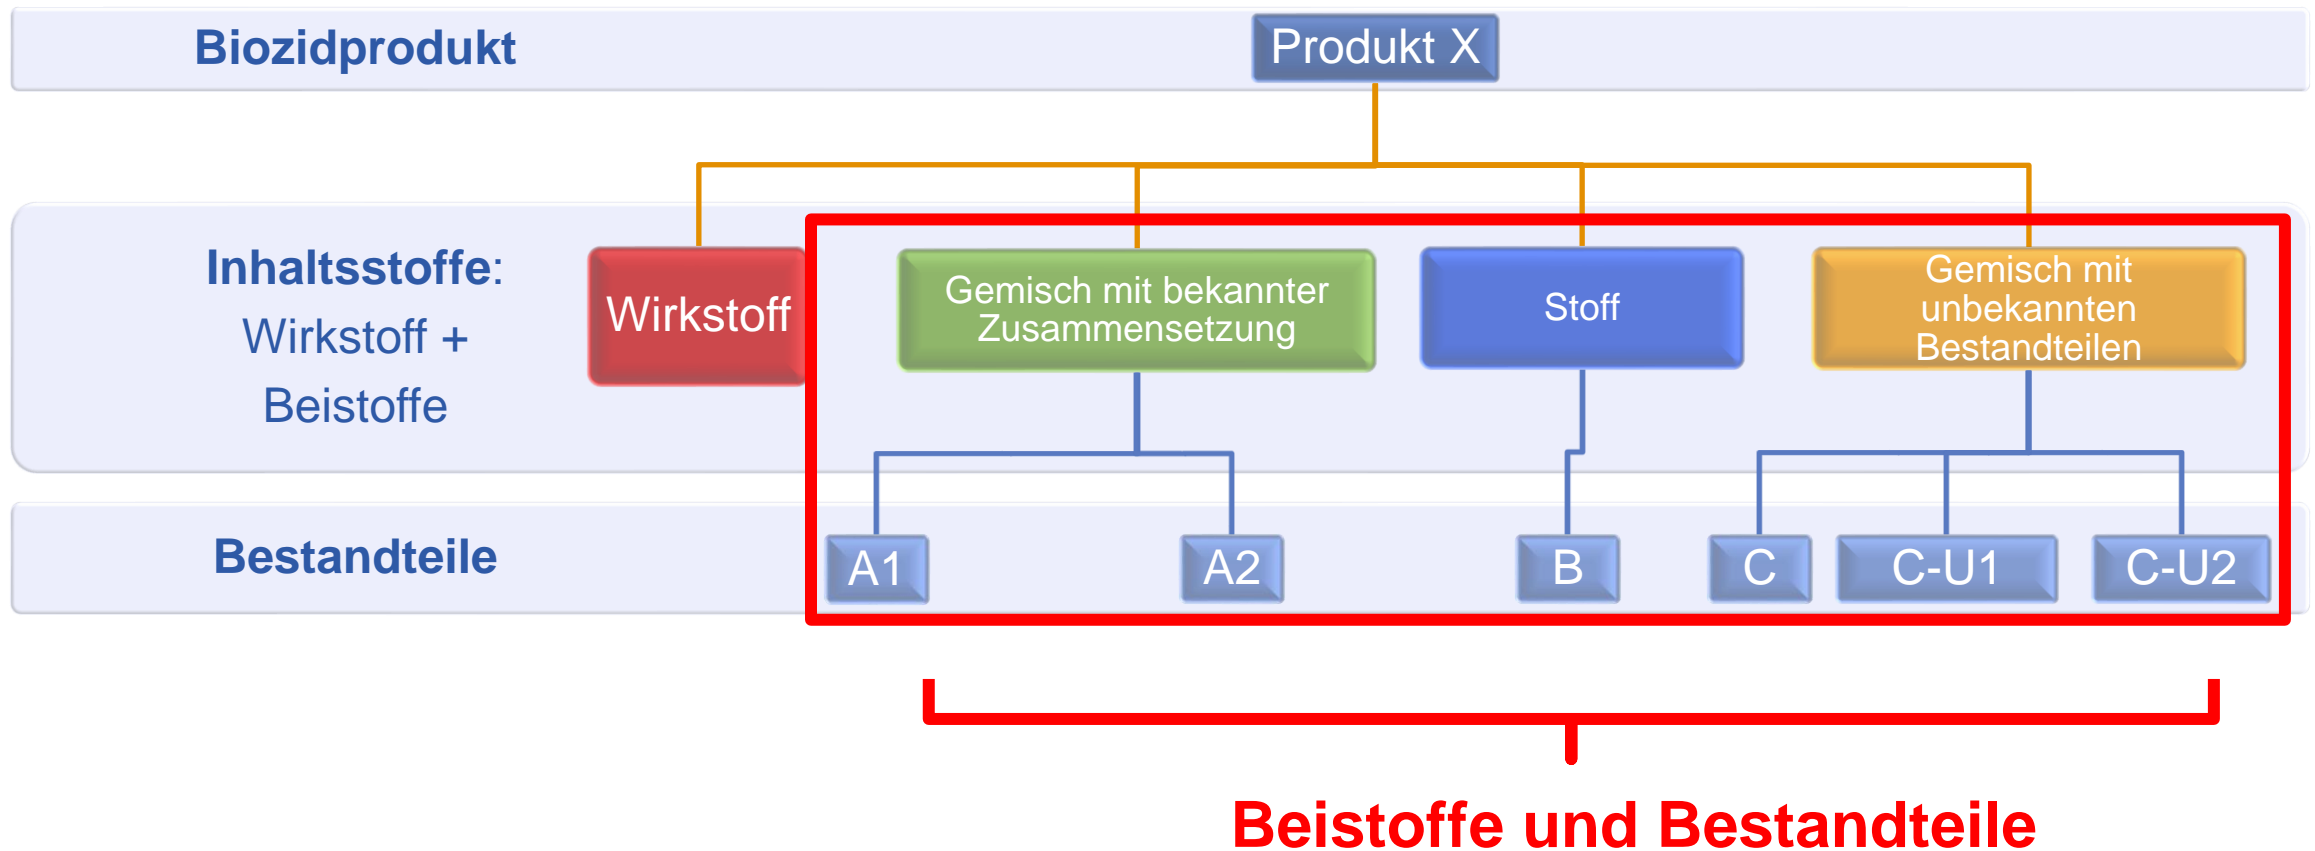 Biozidprodukt
Produkt X
Inhaltsstoffe:
Wirkstoff +
Beistoffe
Wirkstoff
Gemisch mit bekannter
Zusammensetzung
Stoff
Gemisch mit
unbekannten
Bestandteilen
Bestandteile
A1
A2
B
C
C-U1
C-U2
Beistoffe und Bestandteile